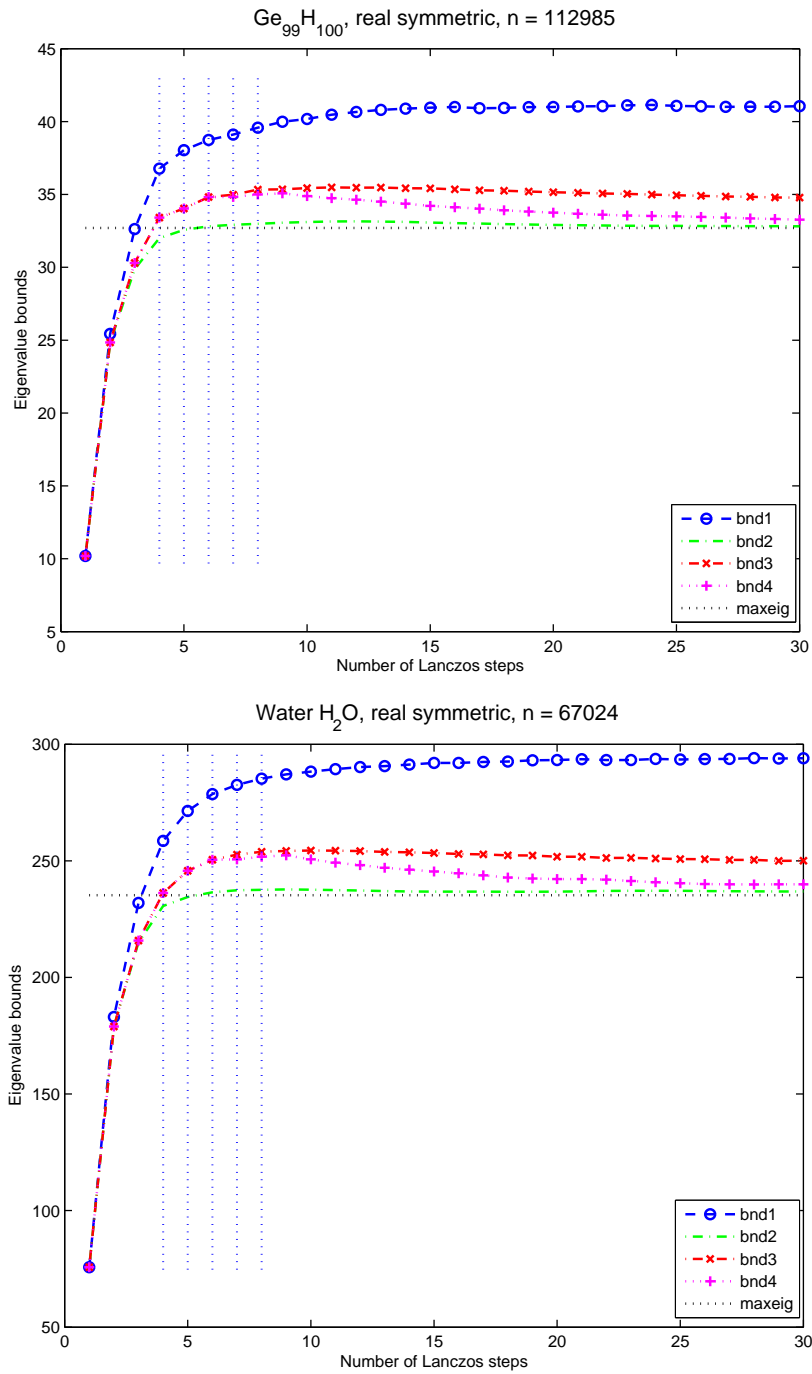 Ge99H100, real symmetric, n = 112985
45
40
35
30
25
20
15
10
5
Eigenvalue bounds
bnd1
bnd2
bnd3
bnd4
maxeig
0 5 10 15 20 25 30
Number of Lanczos steps
Water H2O, real symmetric, n = 67024
300
250
200
150
100
50
Eigenvalue bounds
bnd1
bnd2
bnd3
bnd4
maxeig
0 5 10 15 20 25 30
Number of Lanczos steps